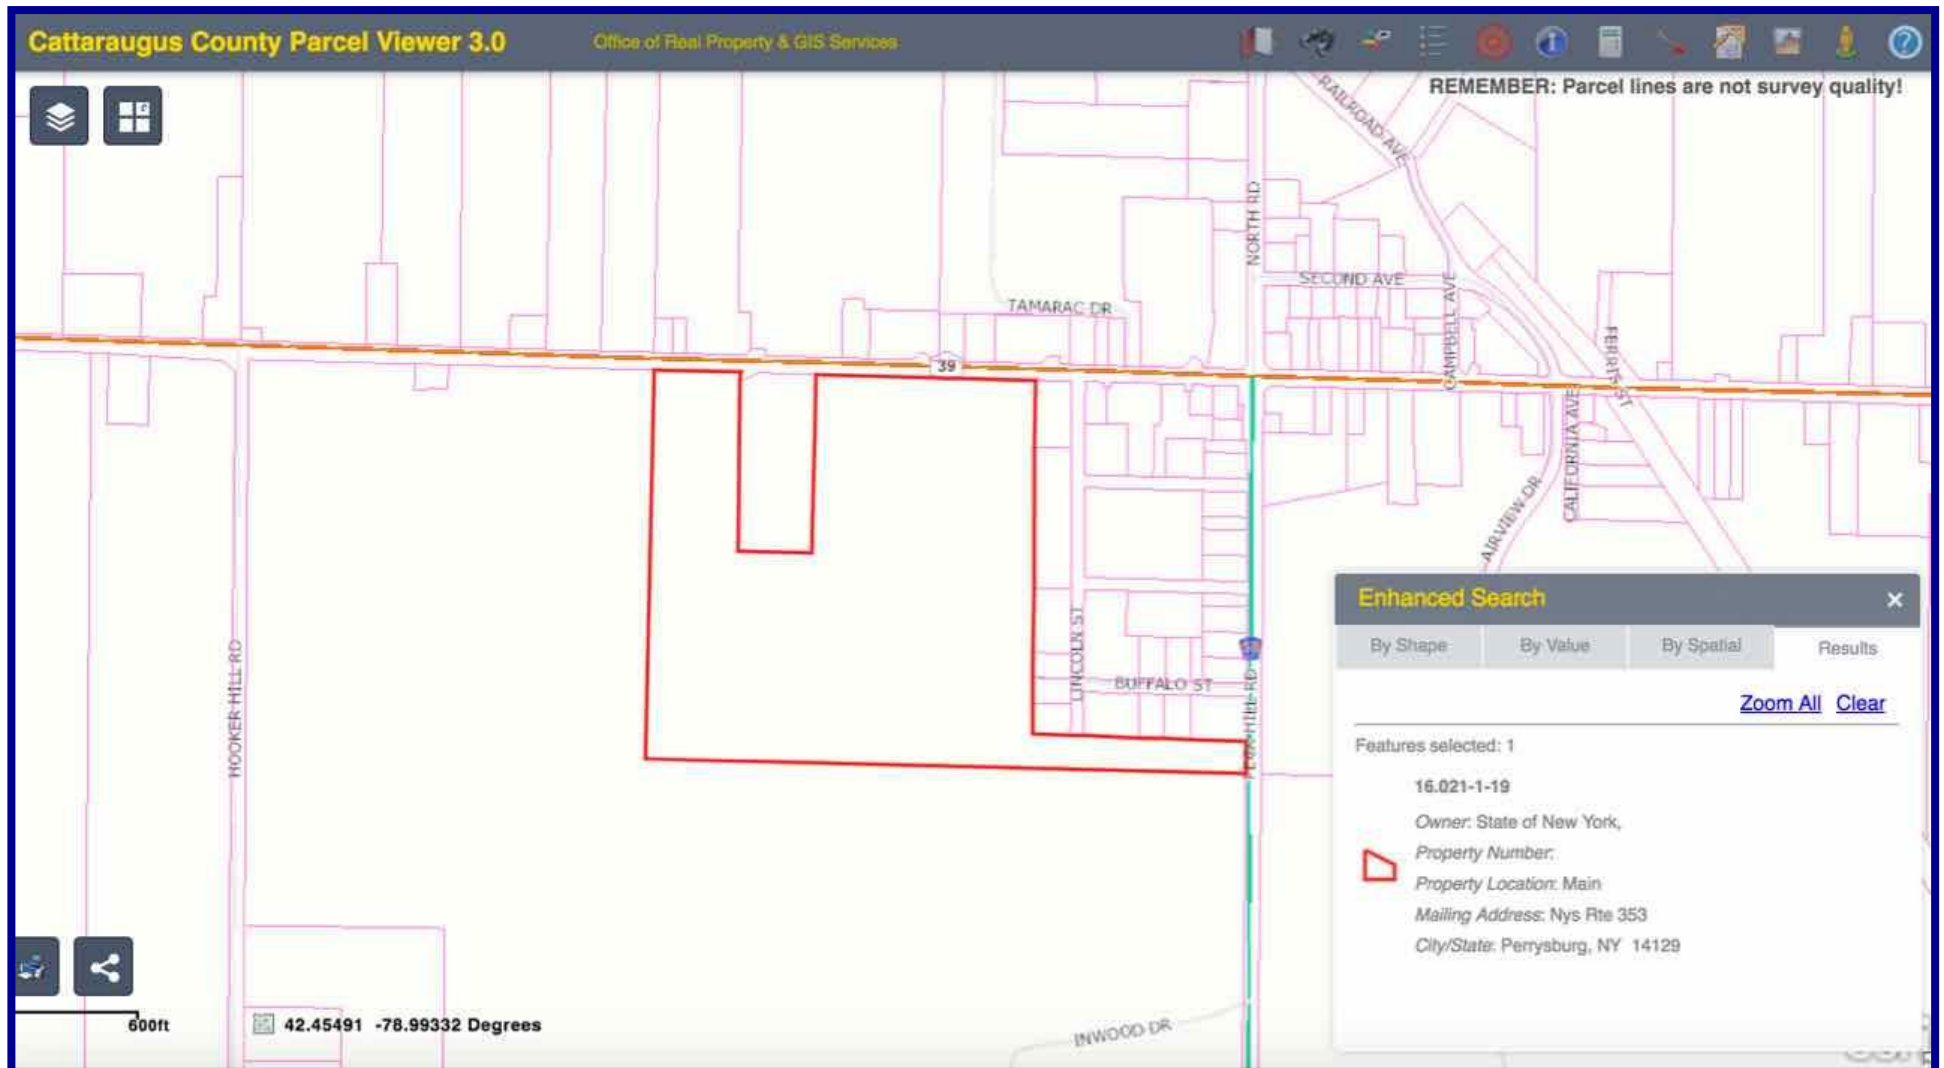 Cattaraugus County Parcel Viewer 3.0
Office of Real Property & GIS Services
REMEMBER: Parcel lines are not survey quality!
RAILROAD AVE
NORTH RD
SECOND AVE
TAMARAC DR
CAMPBELL AVE
FERRIS ST
39
CALIFORNIA AVE
AIRVIEW DR
LINCOLN ST
BUFFALO ST
HOOKER HILL RD
HILL RD
INWOOD DR
Enhanced Search
By Shape
By Value
By Spatial
Results
Zoom All Clear
Features selected: 1
16.021-1-19
Owner: State of New York,
Property Number:
Property Location: Main
Mailing Address: Nys Rte 353
City/State: Perrysburg, NY 14129
600ft
42.45491 -78.99332 Degrees